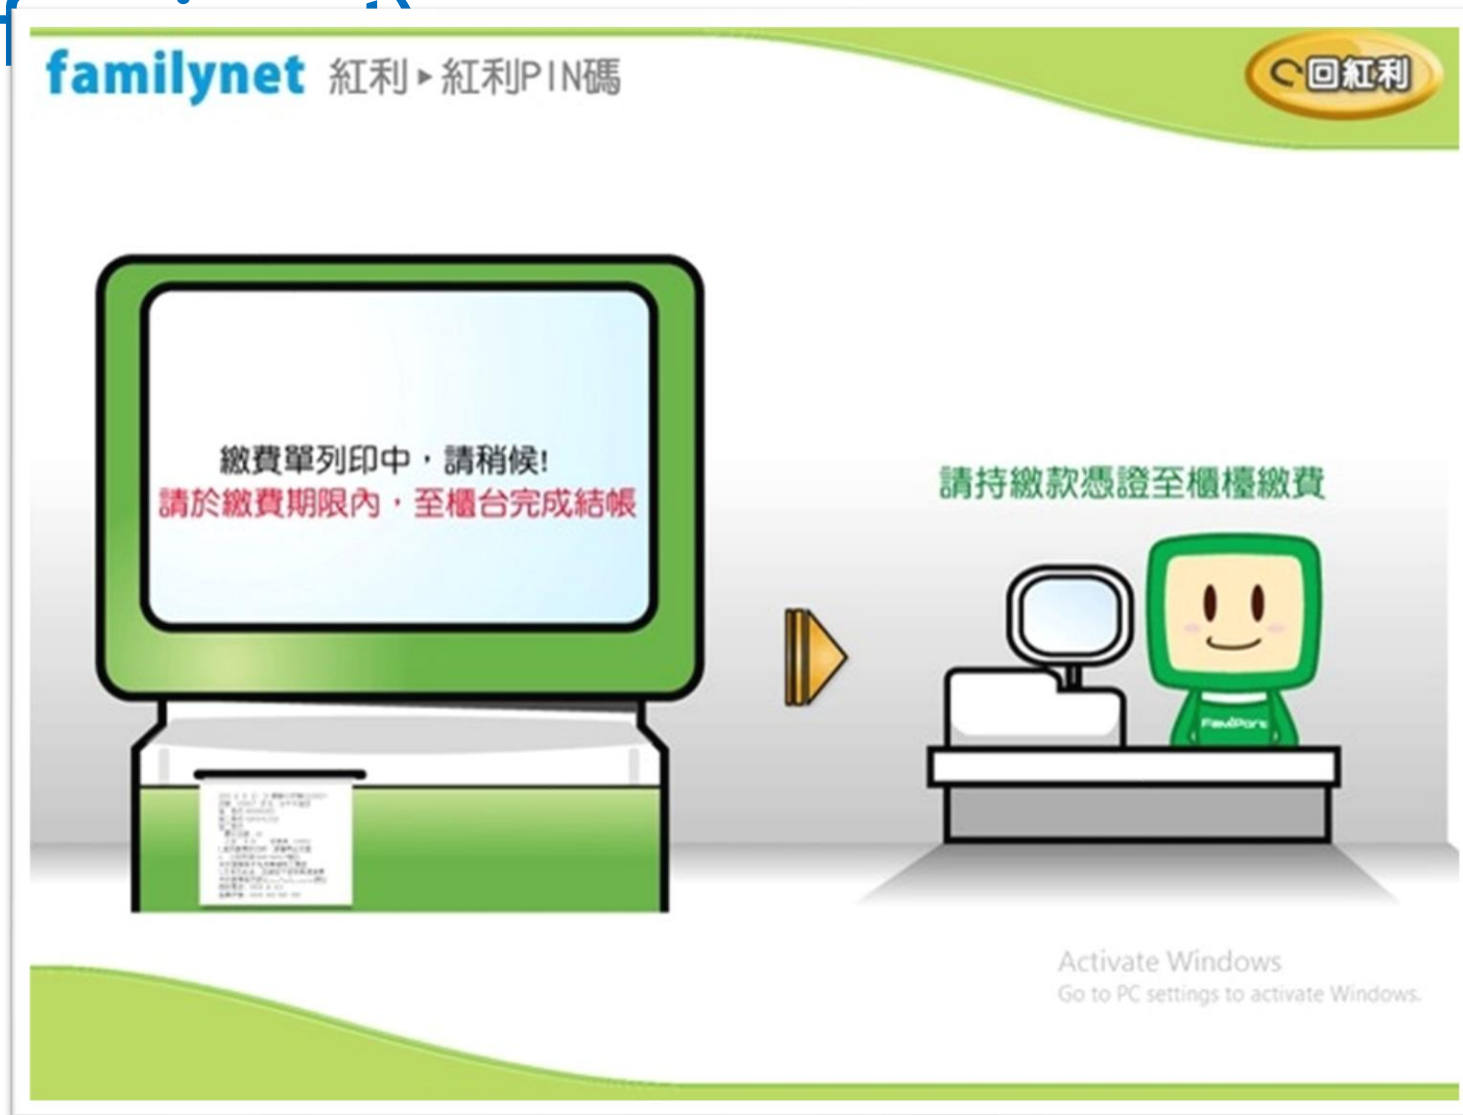 familynet 紅利▸紅利PIN碼
回紅利
繳費單列印中，請稍候!
請於繳費期限內，至櫃台完成結帳
請持繳款憑證至櫃檯繳費
FamiPort
Activate Windows
Go to PC settings to activate Windows.